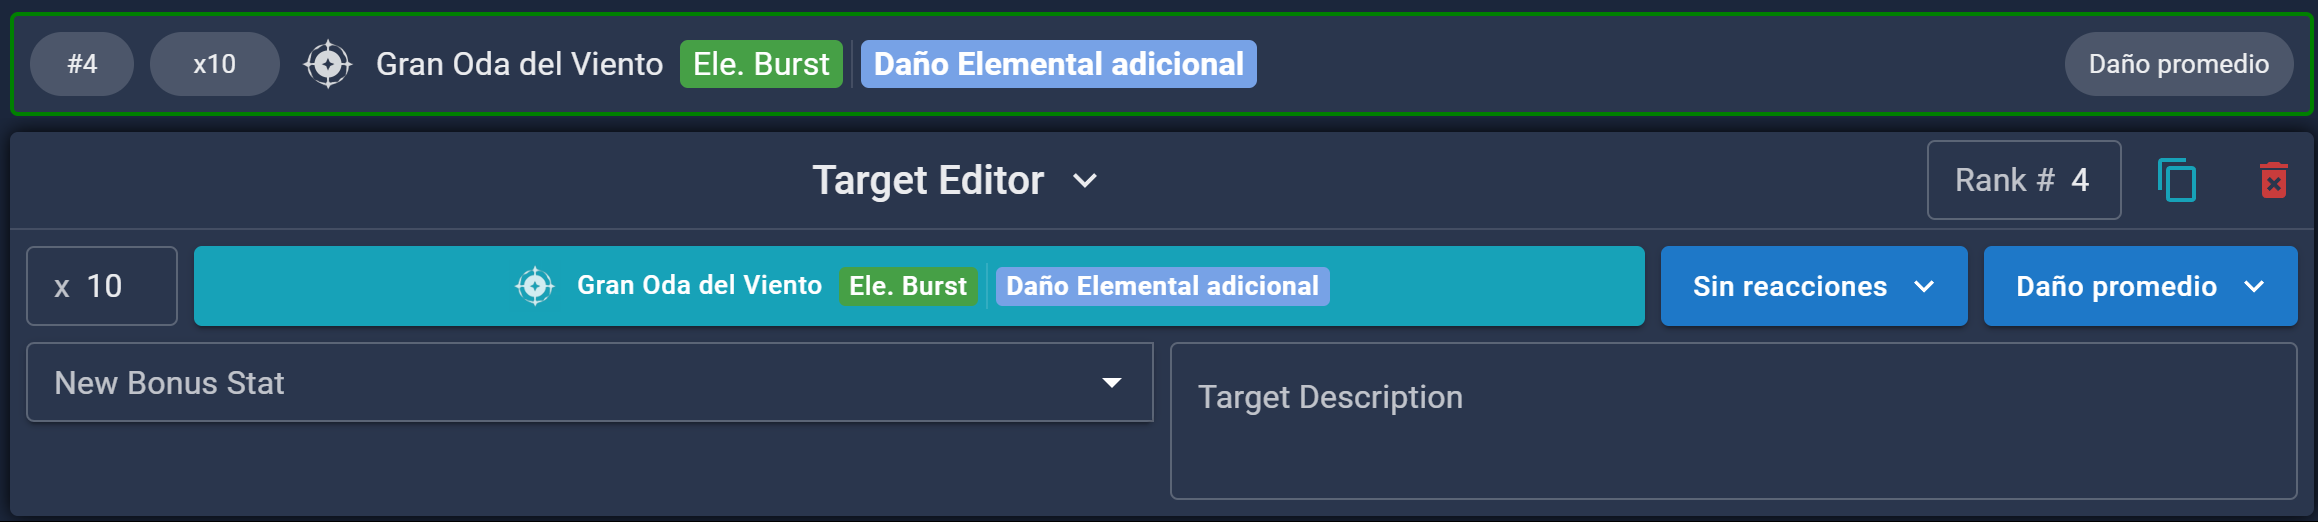 #4 x10 Gran Oda del Viento Ele. Burst Daño Elemental adicional Daño promedio
Target Editor Rank # 4
x 10 Gran Oda del Viento Ele. Burst Daño Elemental adicional Sin reacciones Daño promedio
New Bonus Stat Target Description